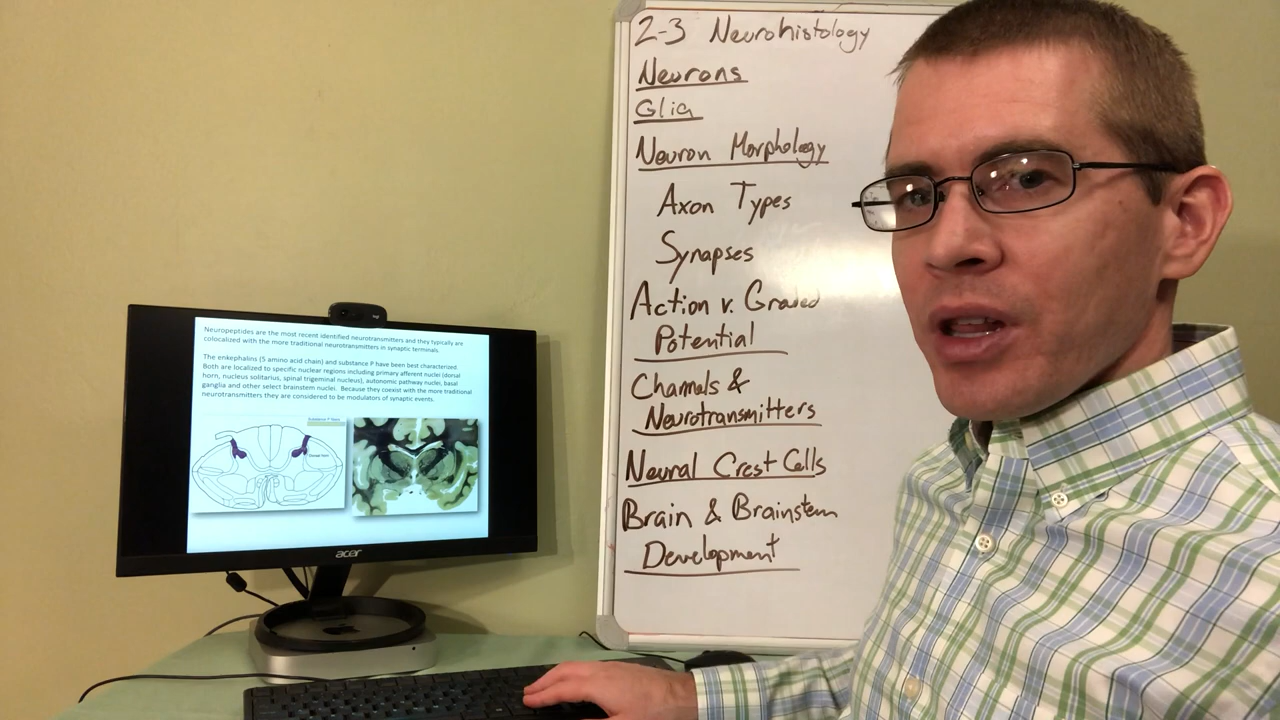 2-3 Neurohistology
Neurons
Glia
Neuron Morphology
Axon Types
Synapses
Action v. Graded
Potential
Channels &
Neurotransmitters
Neural Crest Cells
Brain & Brainstem
Development
Neuropeptides are the most recent identified neurotransmitters and they typically are
colocalized with the more traditional neurotransmitters in synaptic terminals.
The enkephalins (5 amino acid chain) and substance P have been best characterized.
Both are localized to specific nuclear regions including primary afferent nuclei (dorsal
horn, nucleus solitarius, spinal trigeminal nucleus), autonomic pathway nuclei, basal
ganglia and other select brainstem nuclei. Because they coexist with the more traditional
neurotransmitters they are considered to be modulators of synaptic events.
Dorsal horn
acer